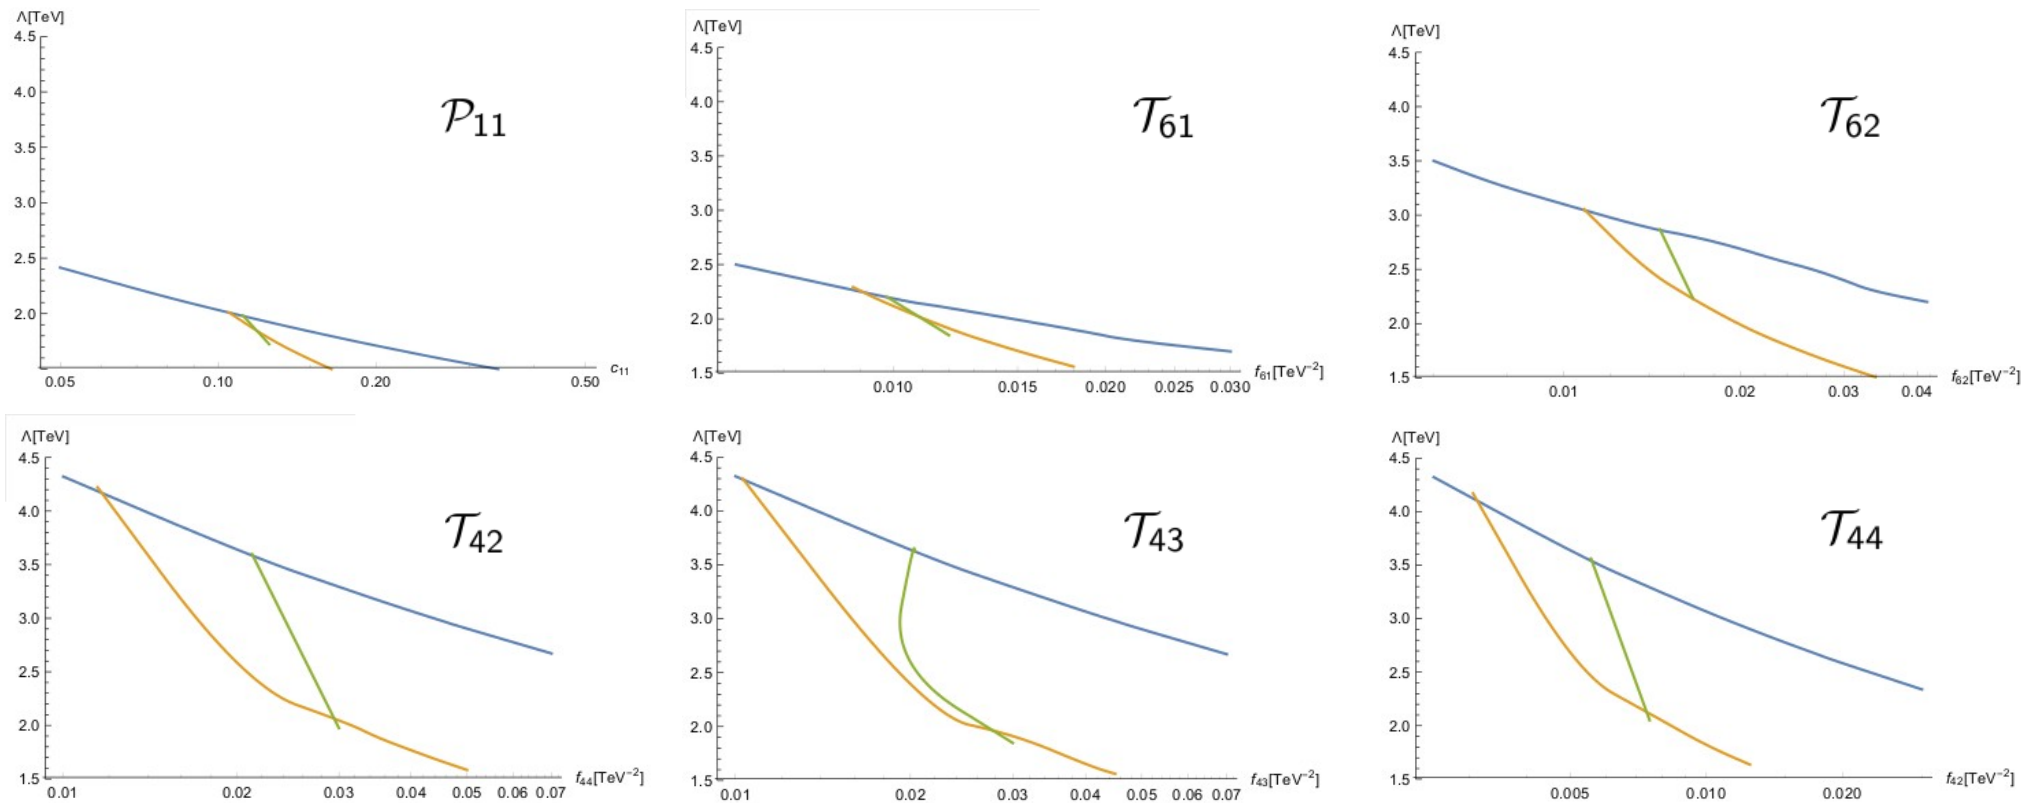 Λ[TeV]
4.5
4.0
3.5
3.0
2.5
2.0
𝒫₁₁
0.05 0.10 0.20 0.50 c₁₁
Λ[TeV]
4.5
4.0
3.5
3.0
2.5
2.0
1.5
𝒯₆₁
0.010 0.015 0.020 0.025 0.030 f₆₁[TeV⁻²]
Λ[TeV]
4.5
4.0
3.5
3.0
2.5
2.0
1.5
𝒯₆₂
0.01 0.02 0.03 0.04 f₆₂[TeV⁻²]
Λ[TeV]
4.5
4.0
3.5
3.0
2.5
2.0
1.5
𝒯₄₂
0.01 0.02 0.03 0.04 0.05 0.06 0.07 f₄₄[TeV⁻²]
Λ[TeV]
4.5
4.0
3.5
3.0
2.5
2.0
1.5
𝒯₄₃
0.01 0.02 0.03 0.04 0.05 0.06 0.07 f₄₃[TeV⁻²]
Λ[TeV]
4.5
4.0
3.5
3.0
2.5
2.0
1.5
𝒯₄₄
0.005 0.010 0.020 f₄₂[TeV⁻²]